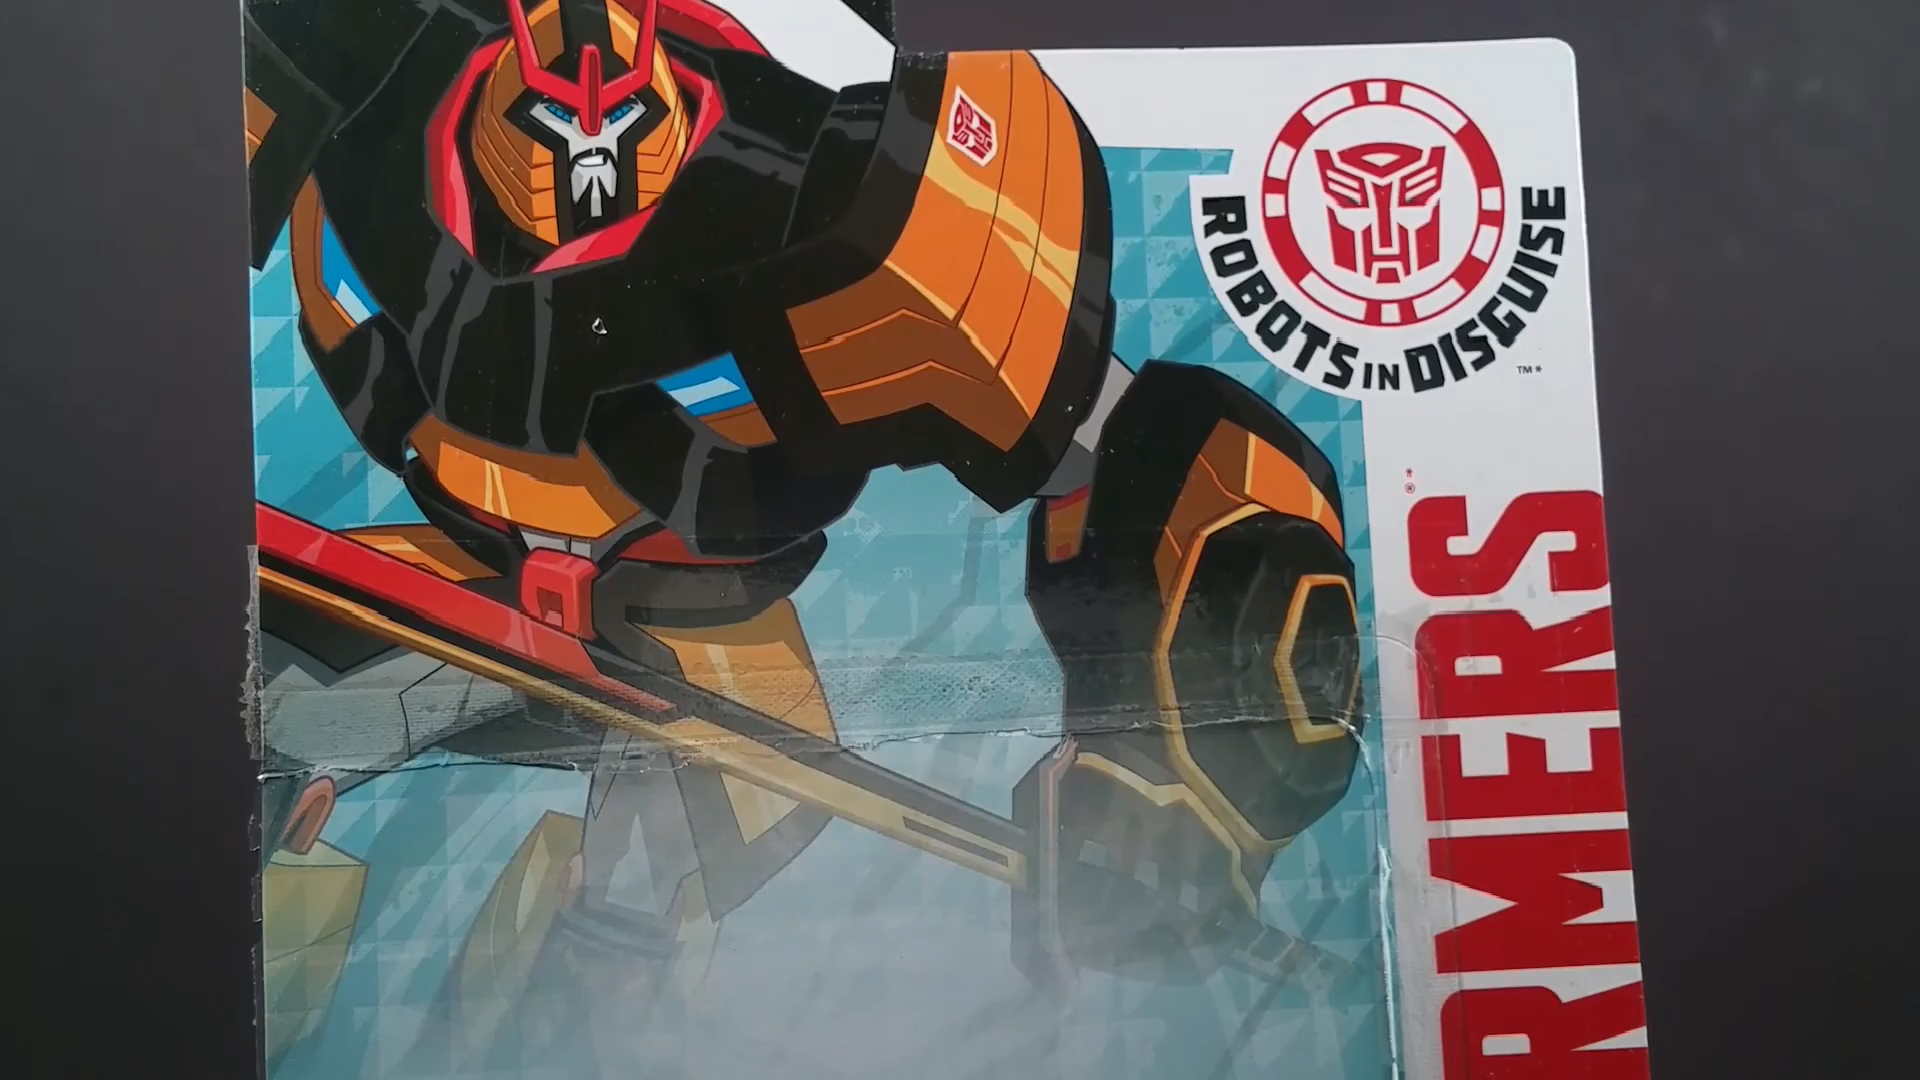 ROBOTS IN DISGUISE
™*
*
®
RMERS